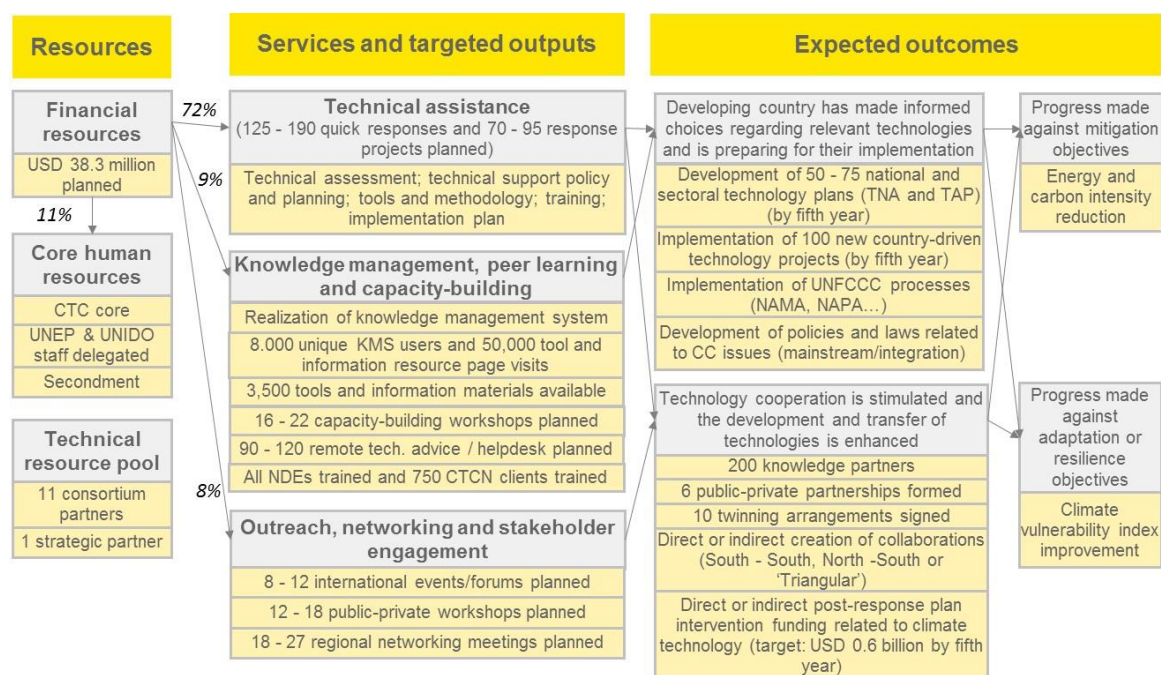 Resources
Services and targeted outputs
Expected outcomes
Financial
resources
USD 38.3 million
planned
11%
Core human
resources
CTC core
UNEP & UNIDO
staff delegated
Secondment
Technical
resource pool
11 consortium
partners
1 strategic partner
72%
9%
8%
Technical assistance
(125 - 190 quick responses and 70 - 95 response
projects planned)
Technical assessment; technical support policy
and planning; tools and methodology; training;
implementation plan
Knowledge management, peer learning
and capacity-building
Realization of knowledge management system
8.000 unique KMS users and 50,000 tool and
information resource page visits
3,500 tools and information materials available
16 - 22 capacity-building workshops planned
90 - 120 remote tech. advice / helpdesk planned
All NDEs trained and 750 CTCN clients trained
Outreach, networking and stakeholder
engagement
8 - 12 international events/forums planned
12 - 18 public-private workshops planned
18 - 27 regional networking meetings planned
Developing country has made informed
choices regarding relevant technologies
and is preparing for their implementation
Development of 50 - 75 national and
sectoral technology plans (TNA and TAP)
(by fifth year)
Implementation of 100 new country-driven
technology projects (by fifth year)
Implementation of UNFCCC processes
(NAMA, NAPA…)
Development of policies and laws related
to CC issues (mainstream/integration)
Technology cooperation is stimulated and
the development and transfer of
technologies is enhanced
200 knowledge partners
6 public-private partnerships formed
10 twinning arrangements signed
Direct or indirect creation of collaborations
(South - South, North -South or
‘Triangular’)
Direct or indirect post-response plan
intervention funding related to climate
technology (target: USD 0.6 billion by fifth
year)
Progress made
against mitigation
objectives
Energy and
carbon intensity
reduction
Progress made
against
adaptation or
resilience
objectives
Climate
vulnerability index
improvement